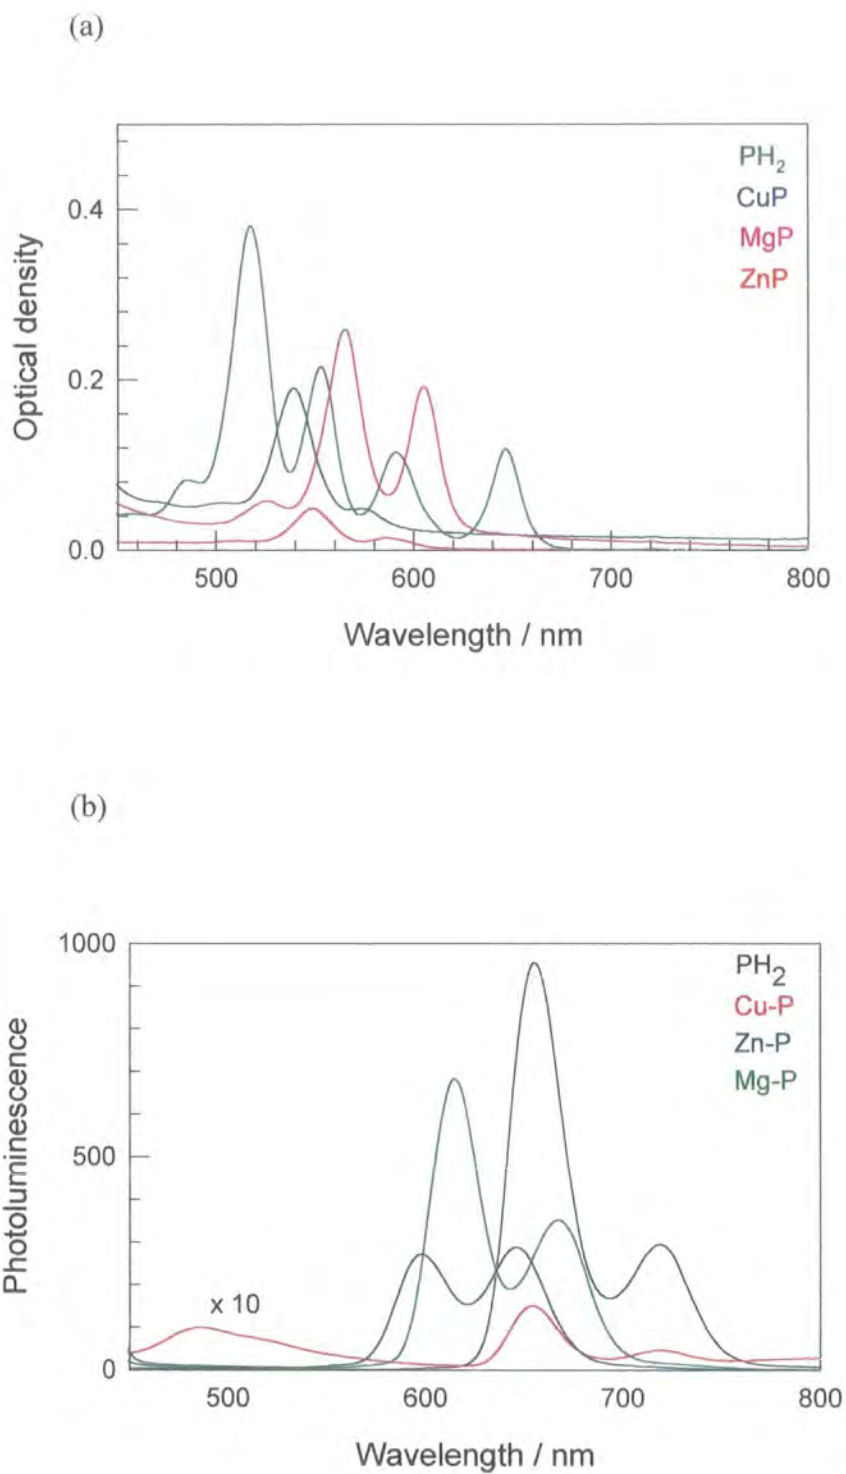 (a)
PH2
CuP
MgP
ZnP
0.4
0.2
0.0
Optical density
500
600
700
800
Wavelength / nm
(b)
1000
500
0
Photoluminescence
PH2
Cu-P
Zn-P
Mg-P
x 10
500
600
700
800
Wavelength / nm